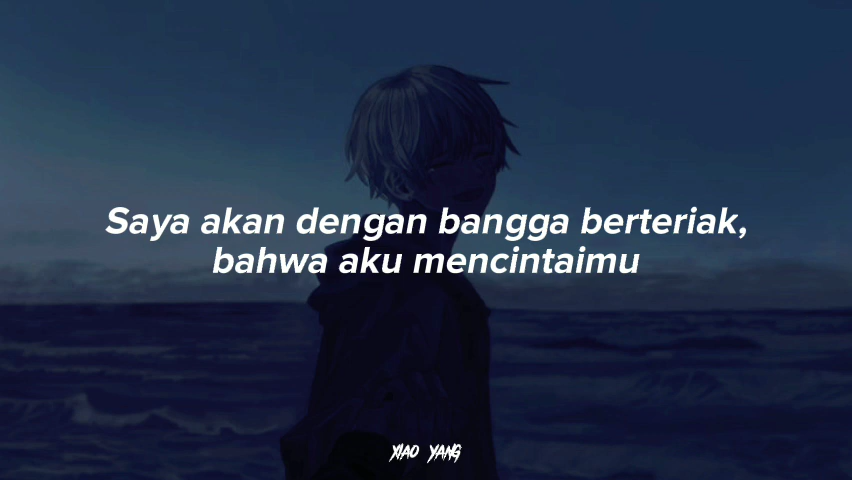 Saya akan dengan bangga berteriak,
bahwa aku mencintaimu
XIAO YANG